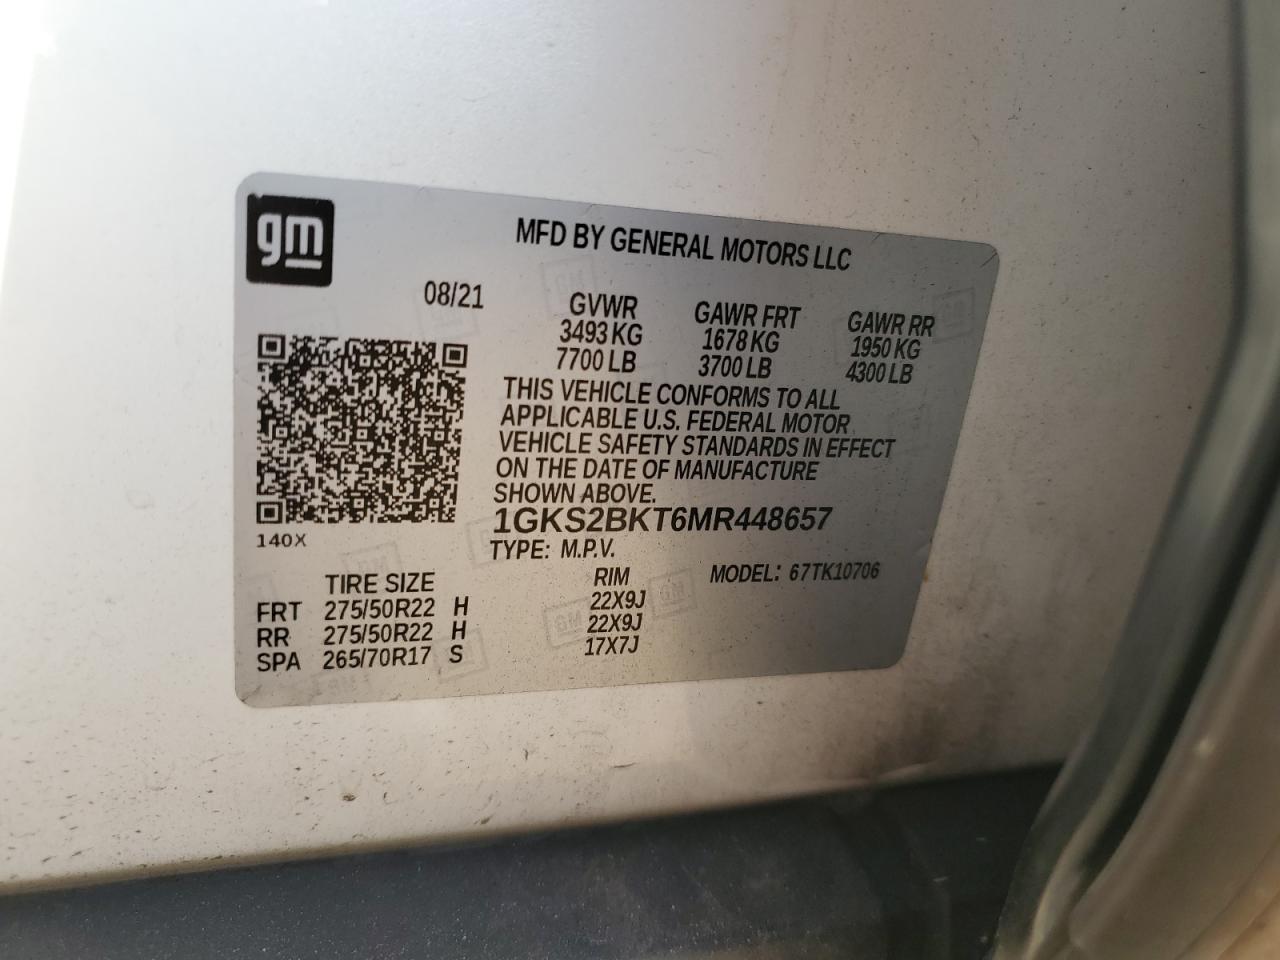 gm
MFD BY GENERAL MOTORS LLC
08/21
GVWR GAWR FRT GAWR RR
3493 KG 1678 KG 1950 KG
7700 LB 3700 LB 4300 LB
THIS VEHICLE CONFORMS TO ALL
APPLICABLE U.S. FEDERAL MOTOR
VEHICLE SAFETY STANDARDS IN EFFECT
ON THE DATE OF MANUFACTURE
SHOWN ABOVE.
1GKS2BKT6MR448657
140X
TYPE: M.P.V.
MODEL: 67TK10706
TIRE SIZE RIM
FRT 275/50R22 H 22X9J
RR 275/50R22 H 22X9J
SPA 265/70R17 S 17X7J